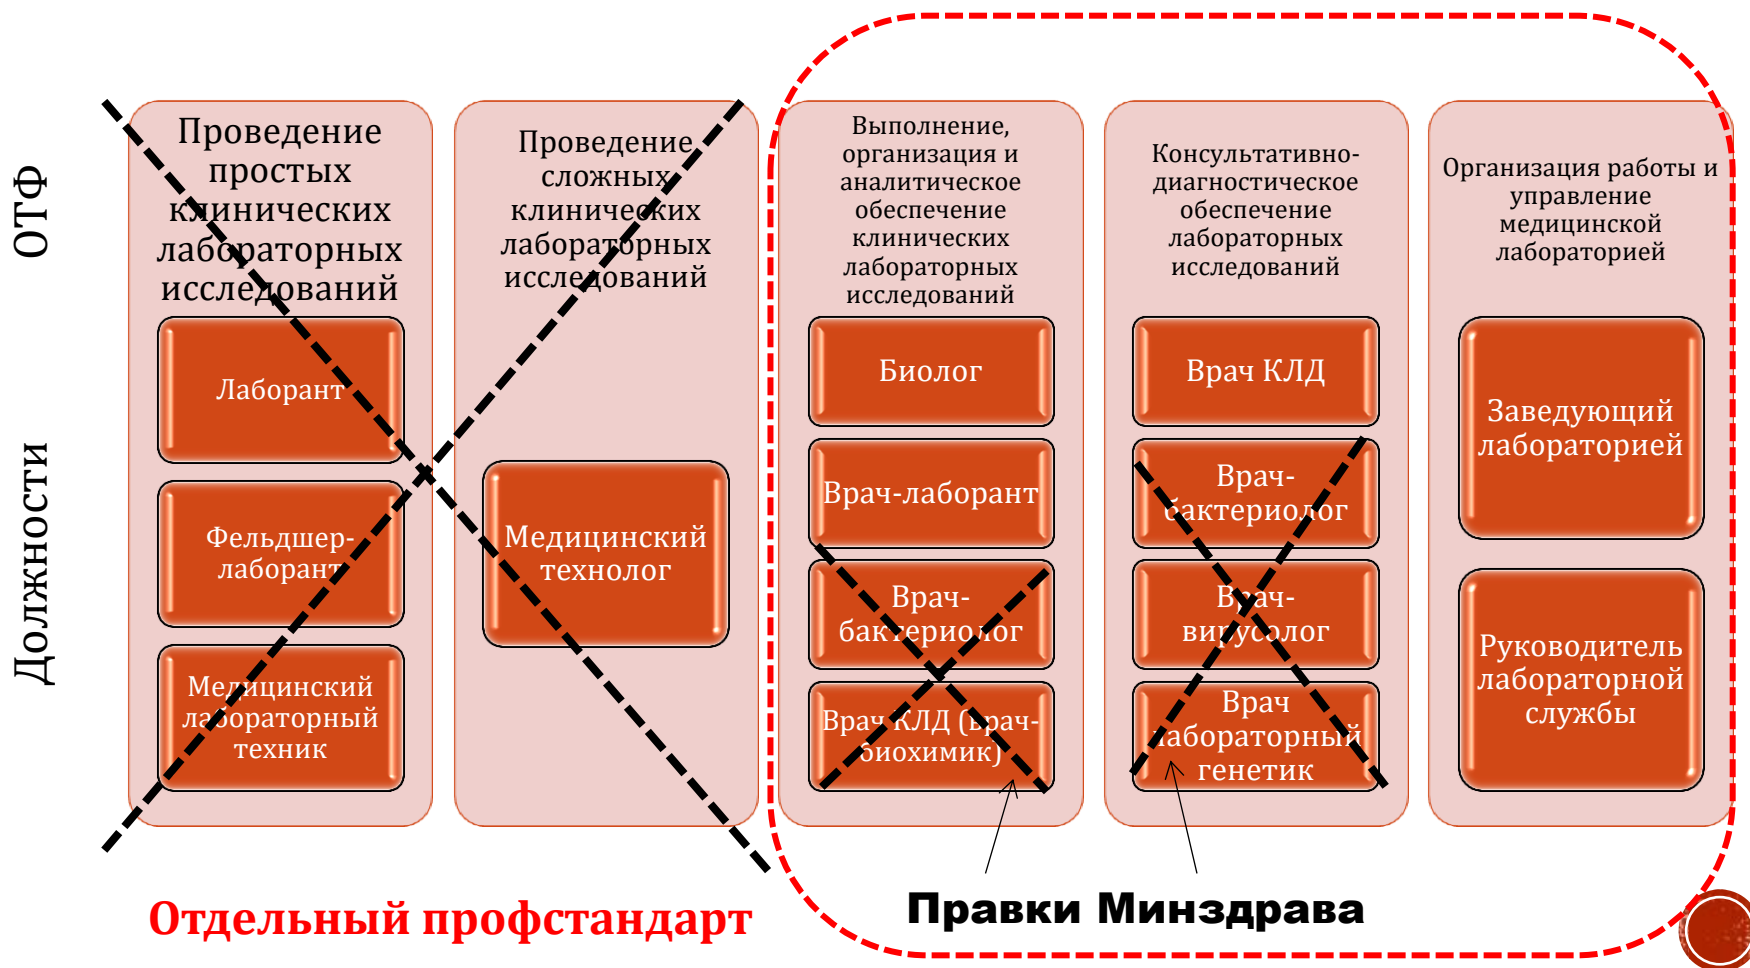 ОТФ
Должности
Проведение
простых
клинических
лабораторных
исследований
Лаборант
Фельдшер-
лаборант
Медицинский
лабораторный
техник
Проведение
сложных
клинических
лабораторных
исследований
Медицинский
технолог
Выполнение,
организация и
аналитическое
обеспечение
клинических
лабораторных
исследований
Биолог
Врач-лаборант
Врач-
бактериолог
Врач КЛД (врач-
биохимик)
Консультативно-
диагностическое
обеспечение
лабораторных
исследований
Врач КЛД
Врач-
бактериолог
Врач-
вирусолог
Врач
лабораторный
генетик
Организация работы и
управление
медицинской
лабораторией
Заведующий
лабораторией
Руководитель
лабораторной
службы
Отдельный профстандарт
Правки Минздрава